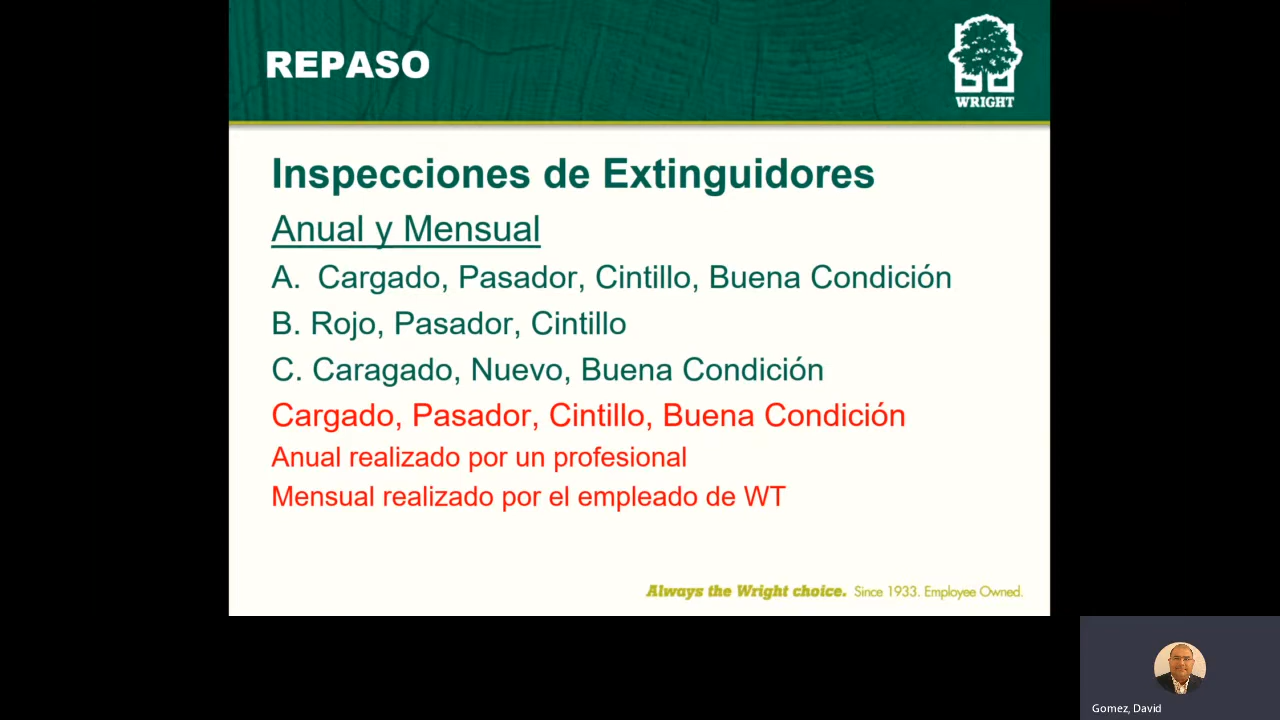 REPASO
WRIGHT
Inspecciones de Extinguidores
Anual y Mensual
A. Cargado, Pasador, Cintillo, Buena Condición
B. Rojo, Pasador, Cintillo
C. Caragado, Nuevo, Buena Condición
Cargado, Pasador, Cintillo, Buena Condición
Anual realizado por un profesional
Mensual realizado por el empleado de WT
Always the Wright choice. Since 1933. Employee Owned.
Gomez, David